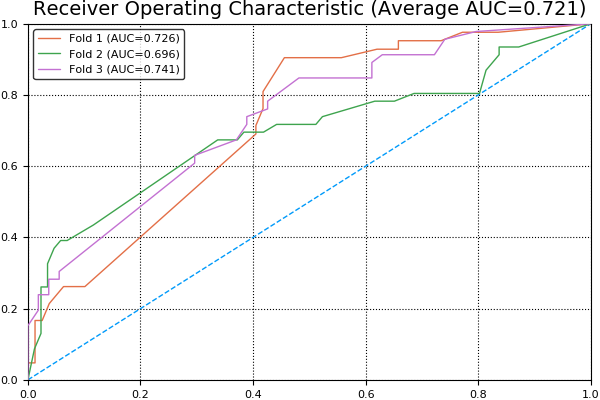 Receiver Operating Characteristic (Average AUC=0.721)
1.0
Fold 1 (AUC=0.726)
Fold 2 (AUC=0.696)
Fold 3 (AUC=0.741)
0.8
0.6
0.4
0.2
0.0
0.0 0.2 0.4 0.6 0.8 1.0